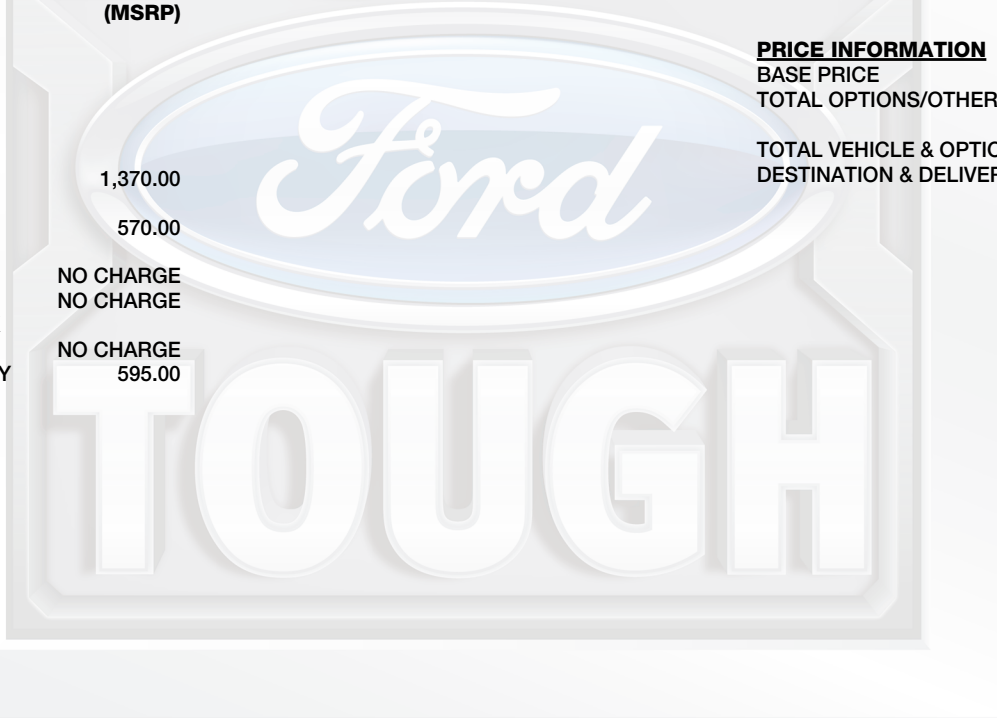 (MSRP)
1,370.00
570.00
NO CHARGE
NO CHARGE
NO CHARGE
Y 595.00
PRICE INFORMATION
BASE PRICE
TOTAL OPTIONS/OTHER
TOTAL VEHICLE & OPTIO
DESTINATION & DELIVER
Ford
TOUGH